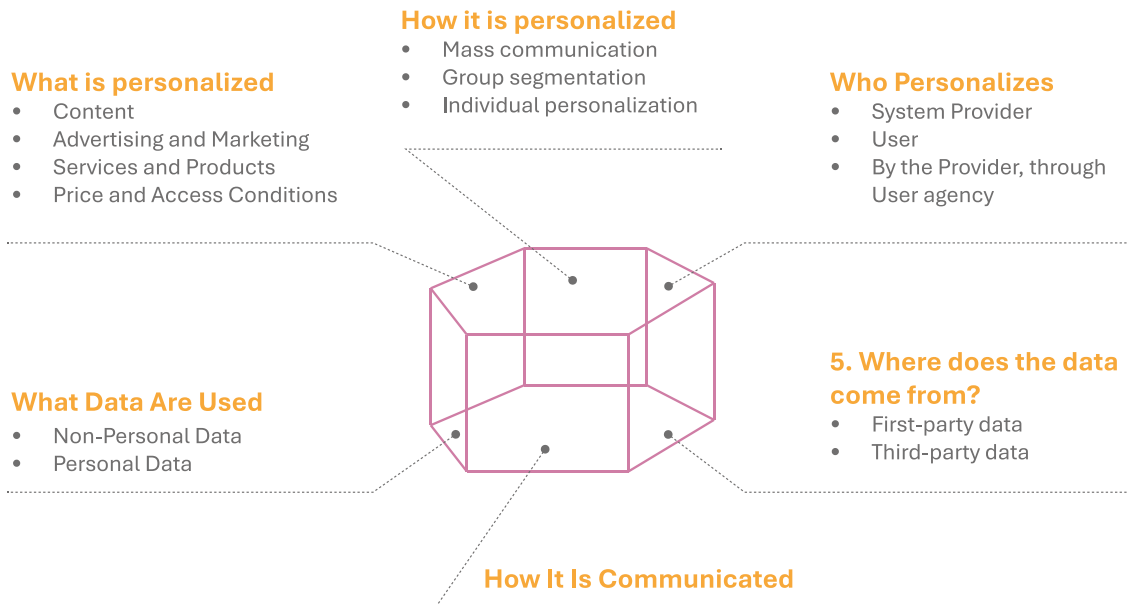 How it is personalized
• Mass communication
• Group segmentation
• Individual personalization
What is personalized
• Content
• Advertising and Marketing
• Services and Products
• Price and Access Conditions
Who Personalizes
• System Provider
• User
• By the Provider, through
User agency
What Data Are Used
• Non-Personal Data
• Personal Data
5. Where does the data
come from?
• First-party data
• Third-party data
How It Is Communicated